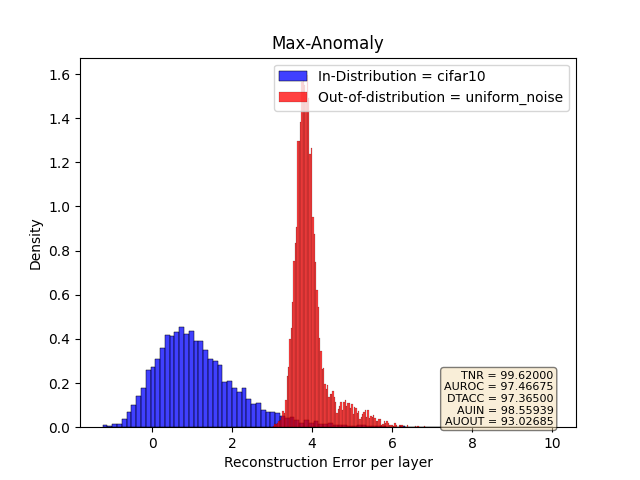 Max-Anomaly
In-Distribution = cifar10
Out-of-distribution = uniform_noise
1.6
1.4
1.2
1.0
0.8
0.6
0.4
0.2
0.0
Density
TNR = 99.62000
AUROC = 97.46675
DTACC = 97.36500
AUIN = 98.55939
AUOUT = 93.02685
0 2 4 6 8 10
Reconstruction Error per layer